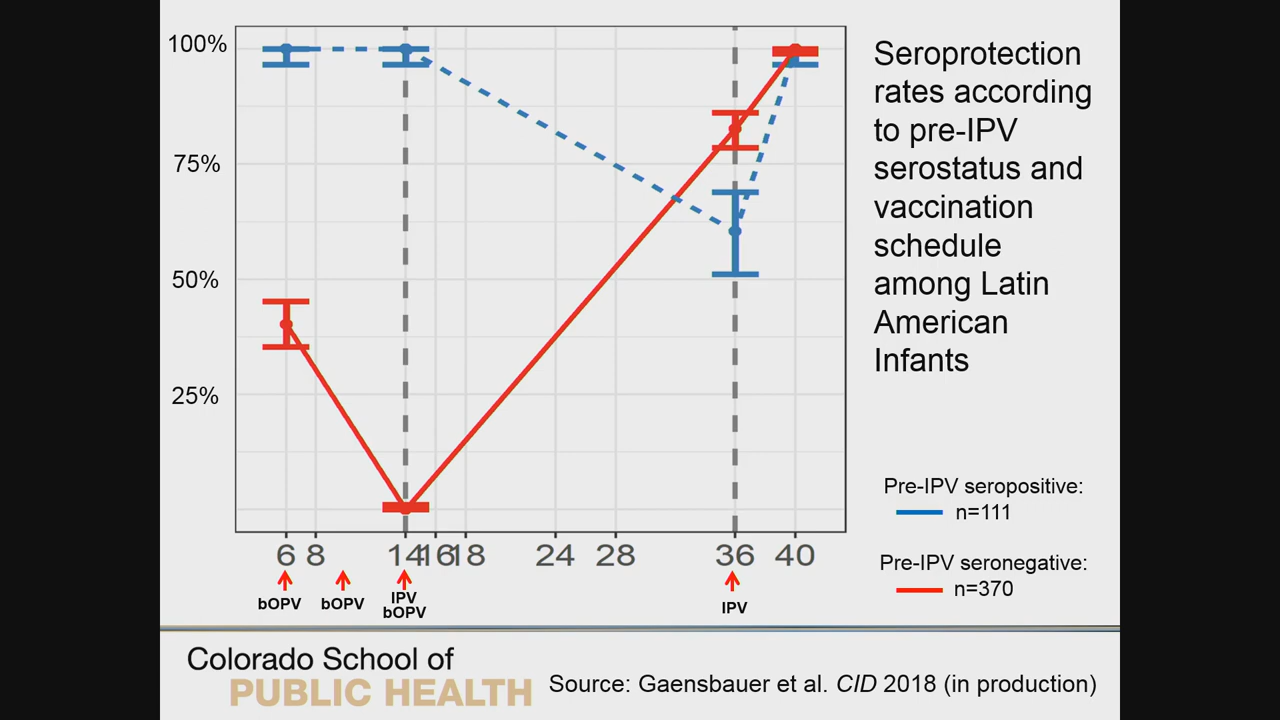 100%
75%
50%
25%
6 8 14 16 18 24 28 36 40
bOPV bOPV IPV bOPV IPV
Seroprotection
rates according
to pre-IPV
serostatus and
vaccination
schedule
among Latin
American
Infants
Pre-IPV seropositive:
n=111
Pre-IPV seronegative:
n=370
Colorado School of
PUBLIC HEALTH
Source: Gaensbauer et al. CID 2018 (in production)